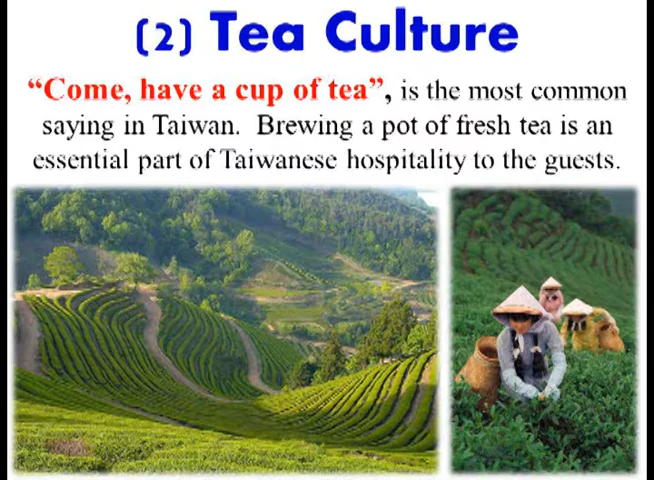 (2) Tea Culture
“Come, have a cup of tea”, is the most common
saying in Taiwan. Brewing a pot of fresh tea is an
essential part of Taiwanese hospitality to the guests.